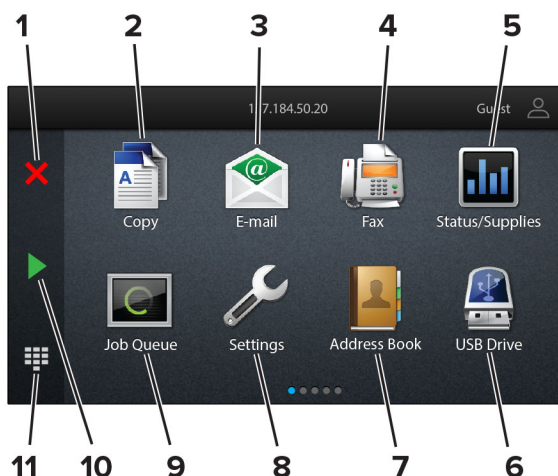 1 2 3 4 5
Guest
A
@
Copy E-mail Fax Status/Supplies
Job Queue Settings Address Book USB Drive
11 10 9 8 7 6